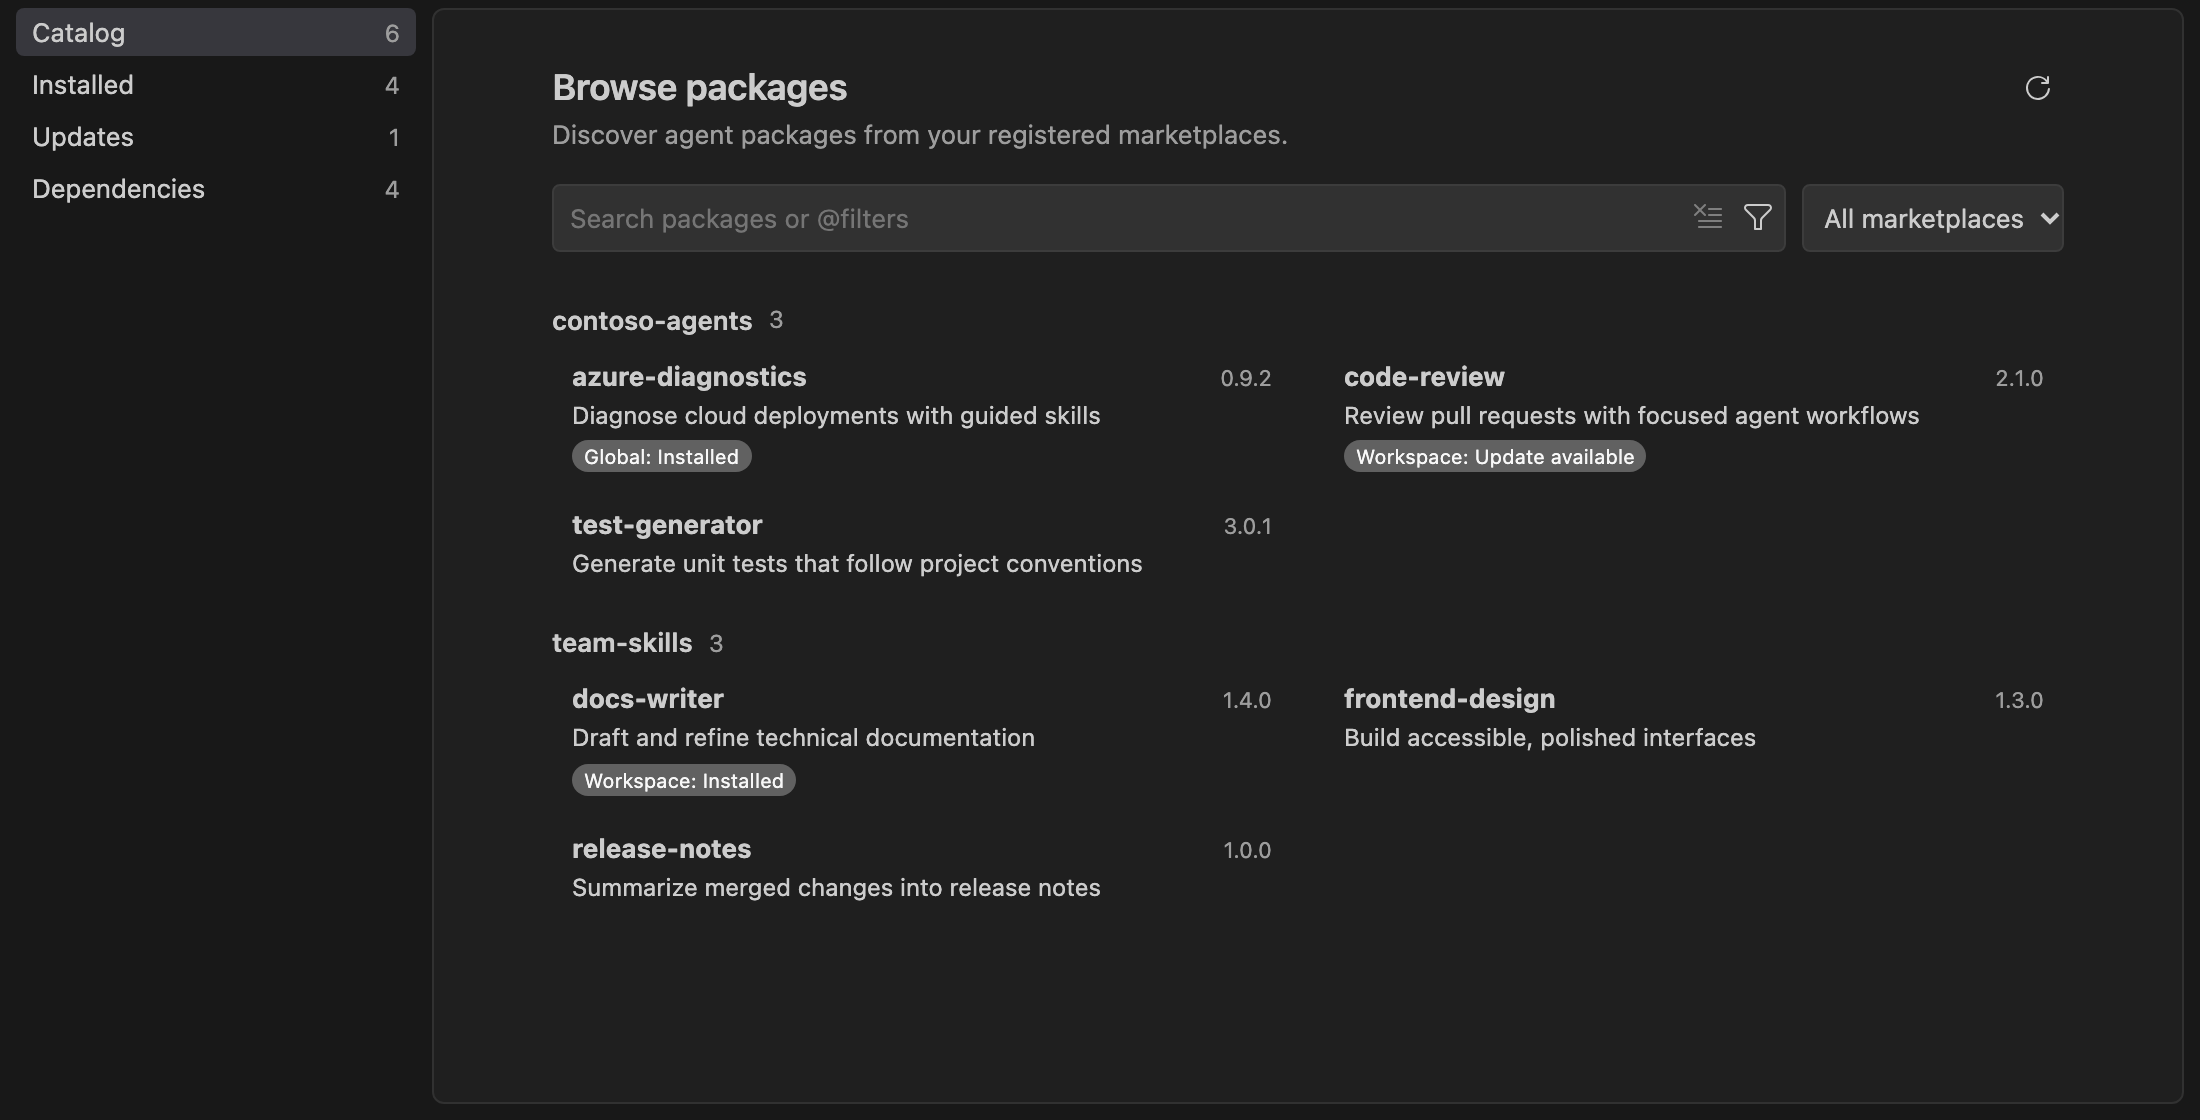 Catalog 6
Installed 4
Updates 1
Dependencies 4
Browse packages
Discover agent packages from your registered marketplaces.
Search packages or @filters
All marketplaces
contoso-agents 3
azure-diagnostics 0.9.2
Diagnose cloud deployments with guided skills
Global: Installed
code-review 2.1.0
Review pull requests with focused agent workflows
Workspace: Update available
test-generator 3.0.1
Generate unit tests that follow project conventions
team-skills 3
docs-writer 1.4.0
Draft and refine technical documentation
Workspace: Installed
frontend-design 1.3.0
Build accessible, polished interfaces
release-notes 1.0.0
Summarize merged changes into release notes